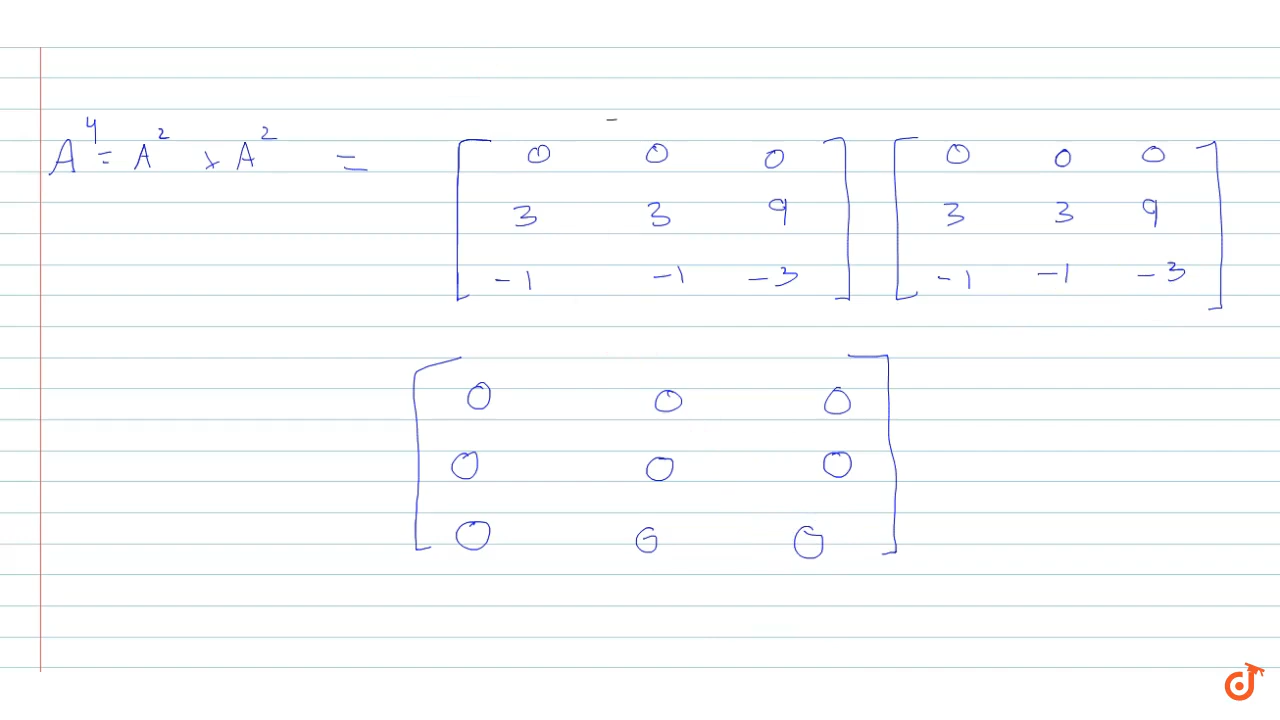 A^4 = A^2 x A^2 = [ 0 0 0 ] [ 0 0 0 ]
3 3 9 3 3 9
-1 -1 -3 -1 -1 -3
0 0 0
0 0 0
0 0 0